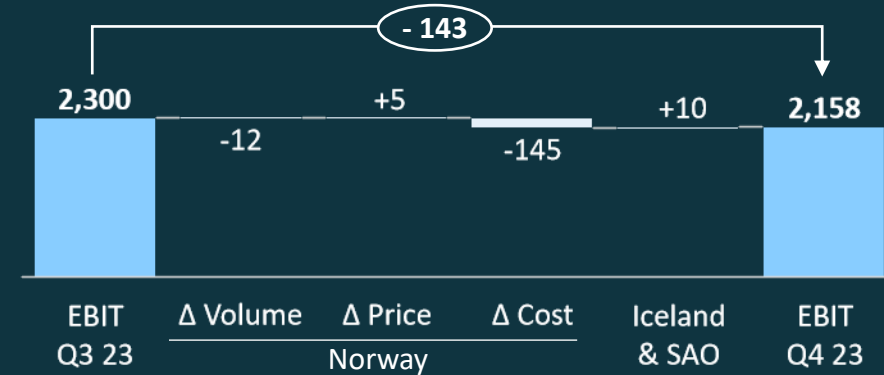 - 143
2,300
-12
+5
-145
+10
2,158
EBIT
Q3 23
Δ Volume
Δ Price
Δ Cost
Norway
Iceland
& SAO
EBIT
Q4 23